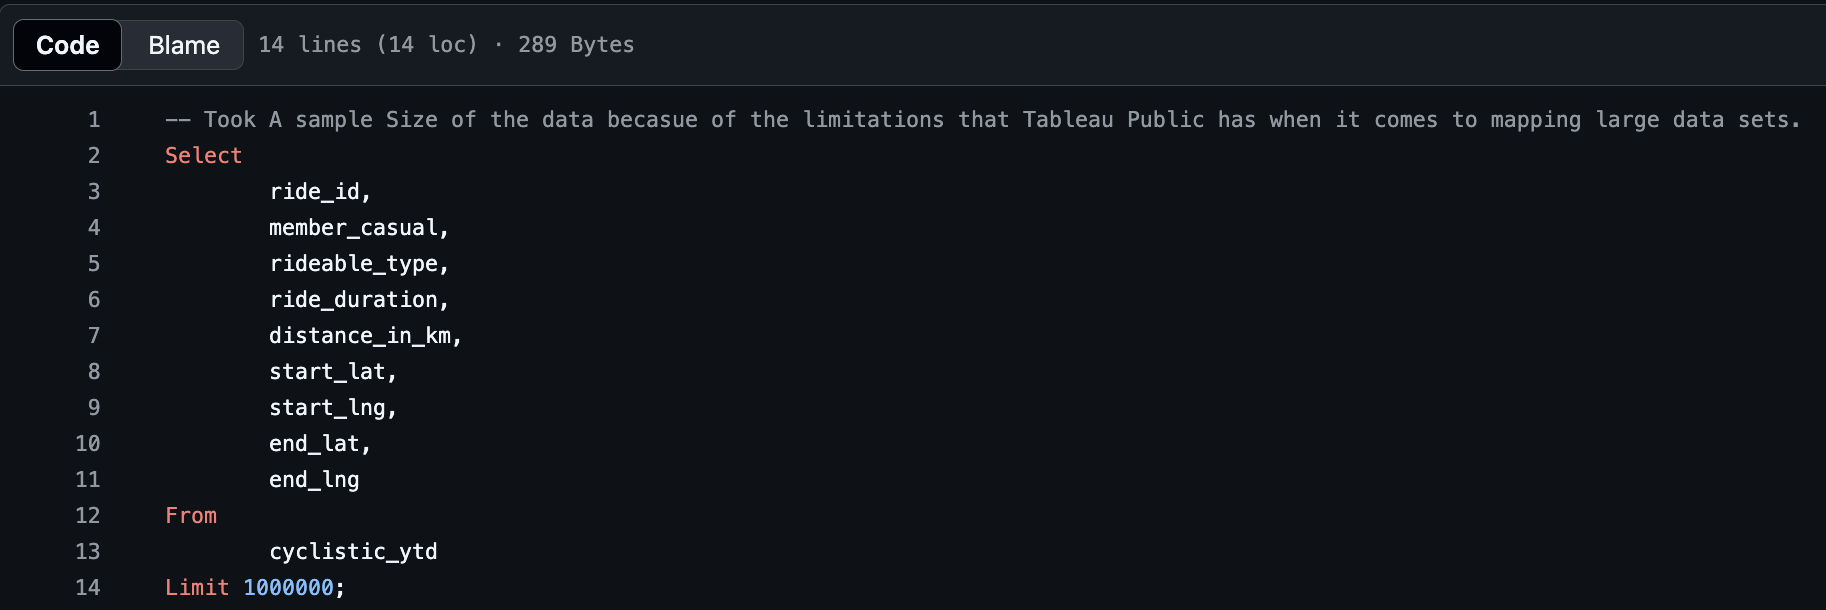 Code Blame 14 lines (14 loc) · 289 Bytes
1 -- Took A sample Size of the data becasue of the limitations that Tableau Public has when it comes to mapping large data sets.
2 Select
3 ride_id,
4 member_casual,
5 rideable_type,
6 ride_duration,
7 distance_in_km,
8 start_lat,
9 start_lng,
10 end_lat,
11 end_lng
12 From
13 cyclistic_ytd
14 Limit 1000000;